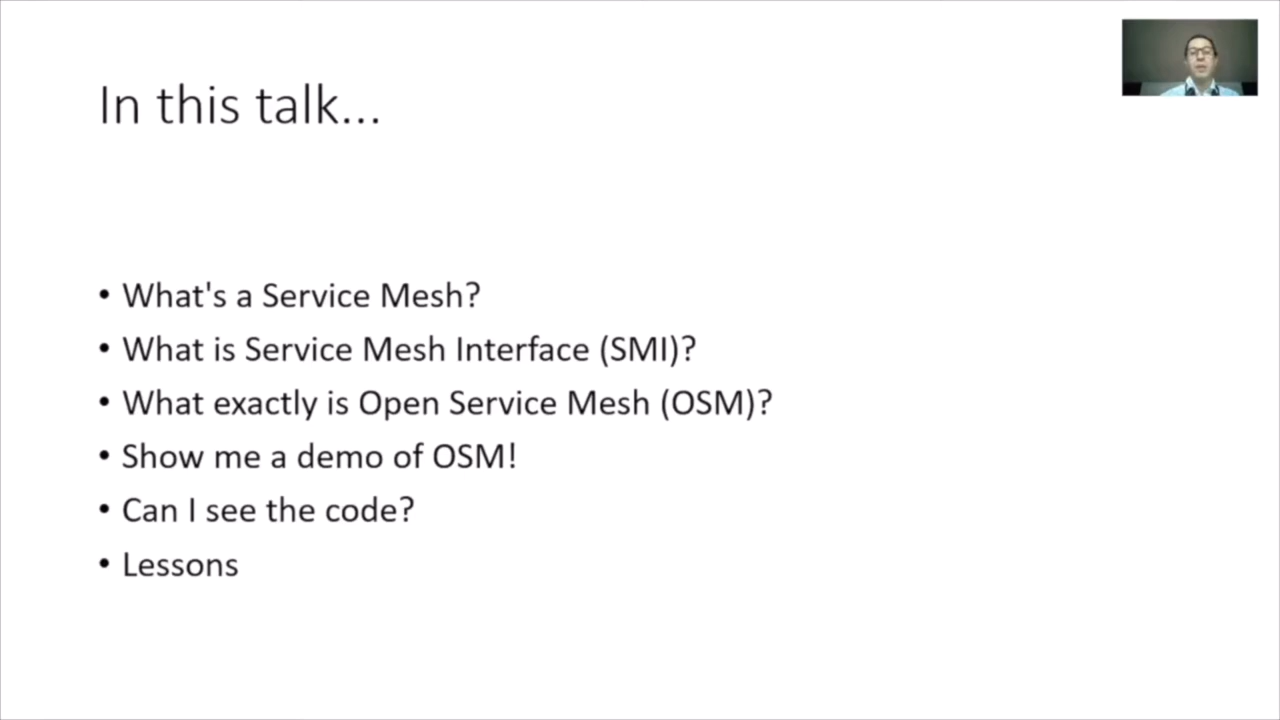 In this talk...
• What's a Service Mesh?
• What is Service Mesh Interface (SMI)?
• What exactly is Open Service Mesh (OSM)?
• Show me a demo of OSM!
• Can I see the code?
• Lessons